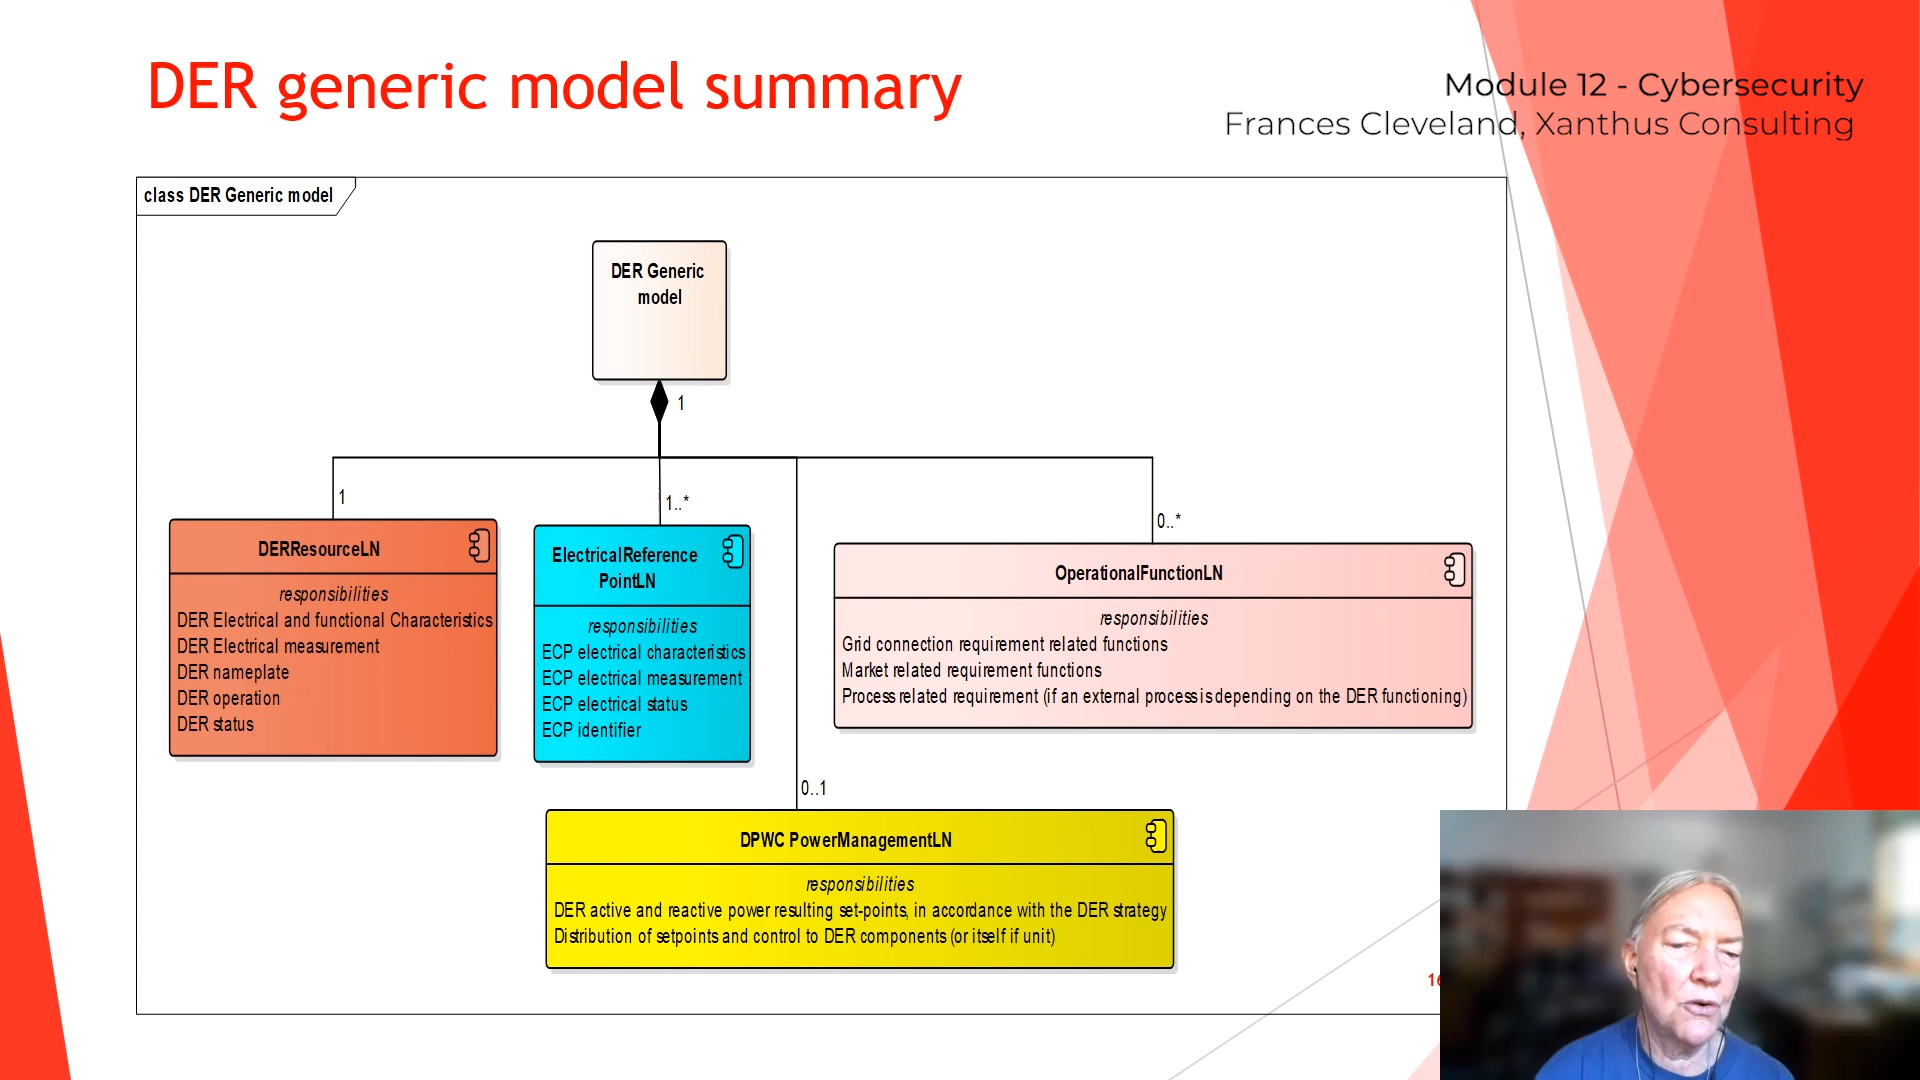 DER generic model summary
Module 12 - Cybersecurity
Frances Cleveland, Xanthus Consulting
class DER Generic model
DER Generic
model
1
1
1..*
0..*
DERResourceLN
responsibilities
DER Electrical and functional Characteristics
DER Electrical measurement
DER nameplate
DER operation
DER status
ElectricalReference
PointLN
responsibilities
ECP electrical characteristics
ECP electrical measurement
ECP electrical status
ECP identifier
OperationalFunctionLN
responsibilities
Grid connection requirement related functions
Market related requirement functions
Process related requirement (if an external process is depending on the DER functioning)
0..1
DPWC PowerManagementLN
responsibilities
DER active and reactive power resulting set-points, in accordance with the DER strategy
Distribution of setpoints and control to DER components (or itself if unit)